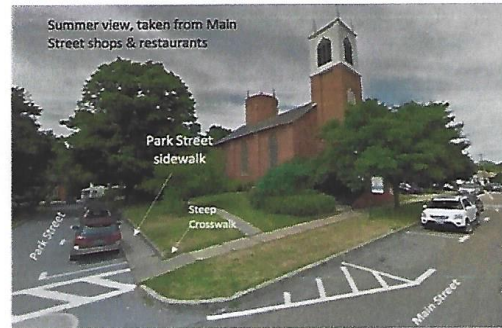 Summer view, taken from Main
Street shops & restaurants
Park Street
sidewalk
Steep
Crosswalk
Park Street
Main Street